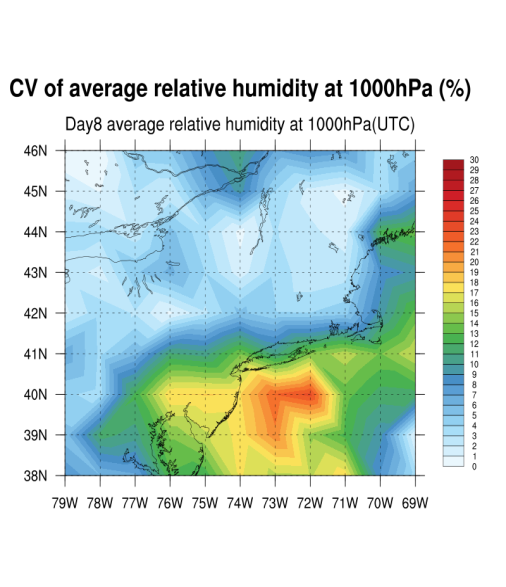 CV of average relative humidity at 1000hPa (%)
Day8 average relative humidity at 1000hPa(UTC)
46N
45N
44N
43N
42N
41N
40N
39N
38N
79W 78W 77W 76W 75W 74W 73W 72W 71W 70W 69W
30
29
28
27
26
25
24
23
22
21
20
19
18
17
16
15
14
13
12
11
10
9
8
7
6
5
4
3
2
1
0